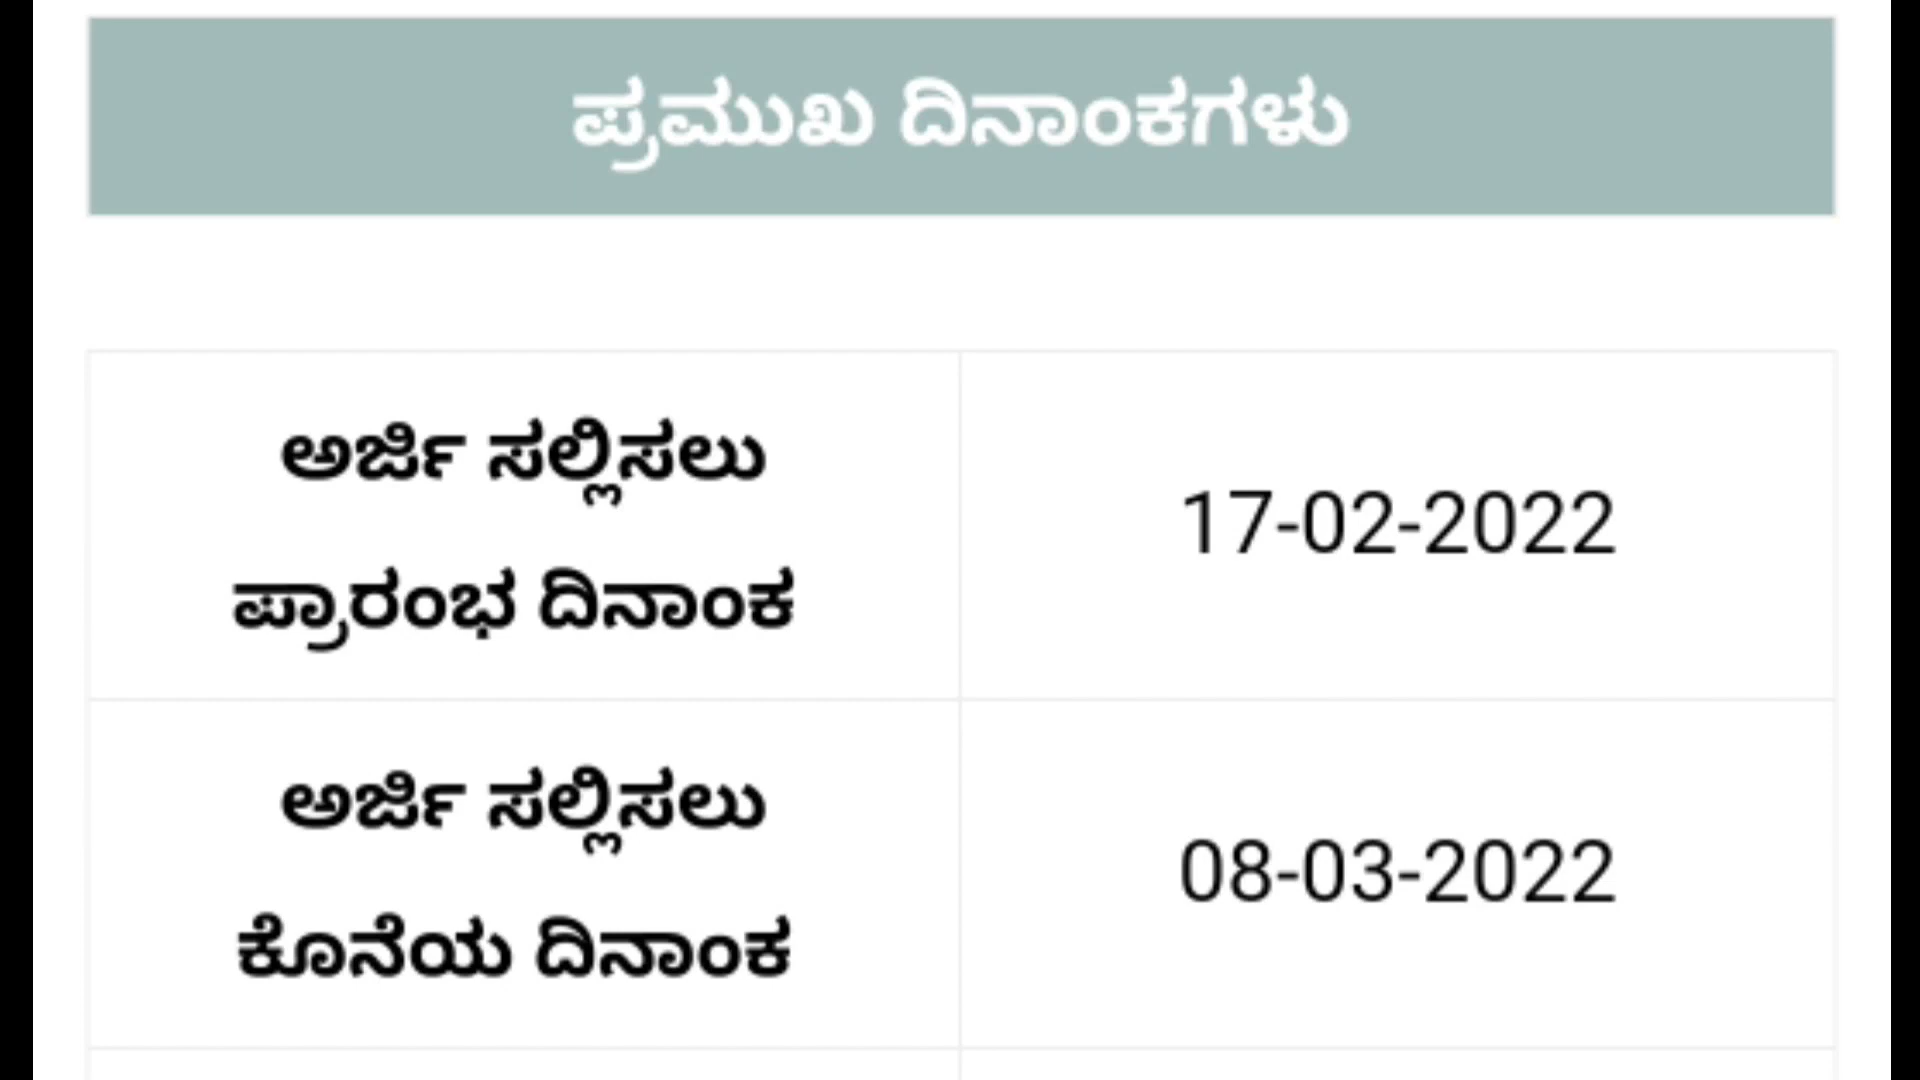 ಪ್ರಮುಖ ದಿನಾಂಕಗಳು
ಅರ್ಜಿ ಸಲ್ಲಿಸಲು
ಪ್ರಾರಂಭ ದಿನಾಂಕ
17-02-2022
ಅರ್ಜಿ ಸಲ್ಲಿಸಲು
ಕೊನೆಯ ದಿನಾಂಕ
08-03-2022